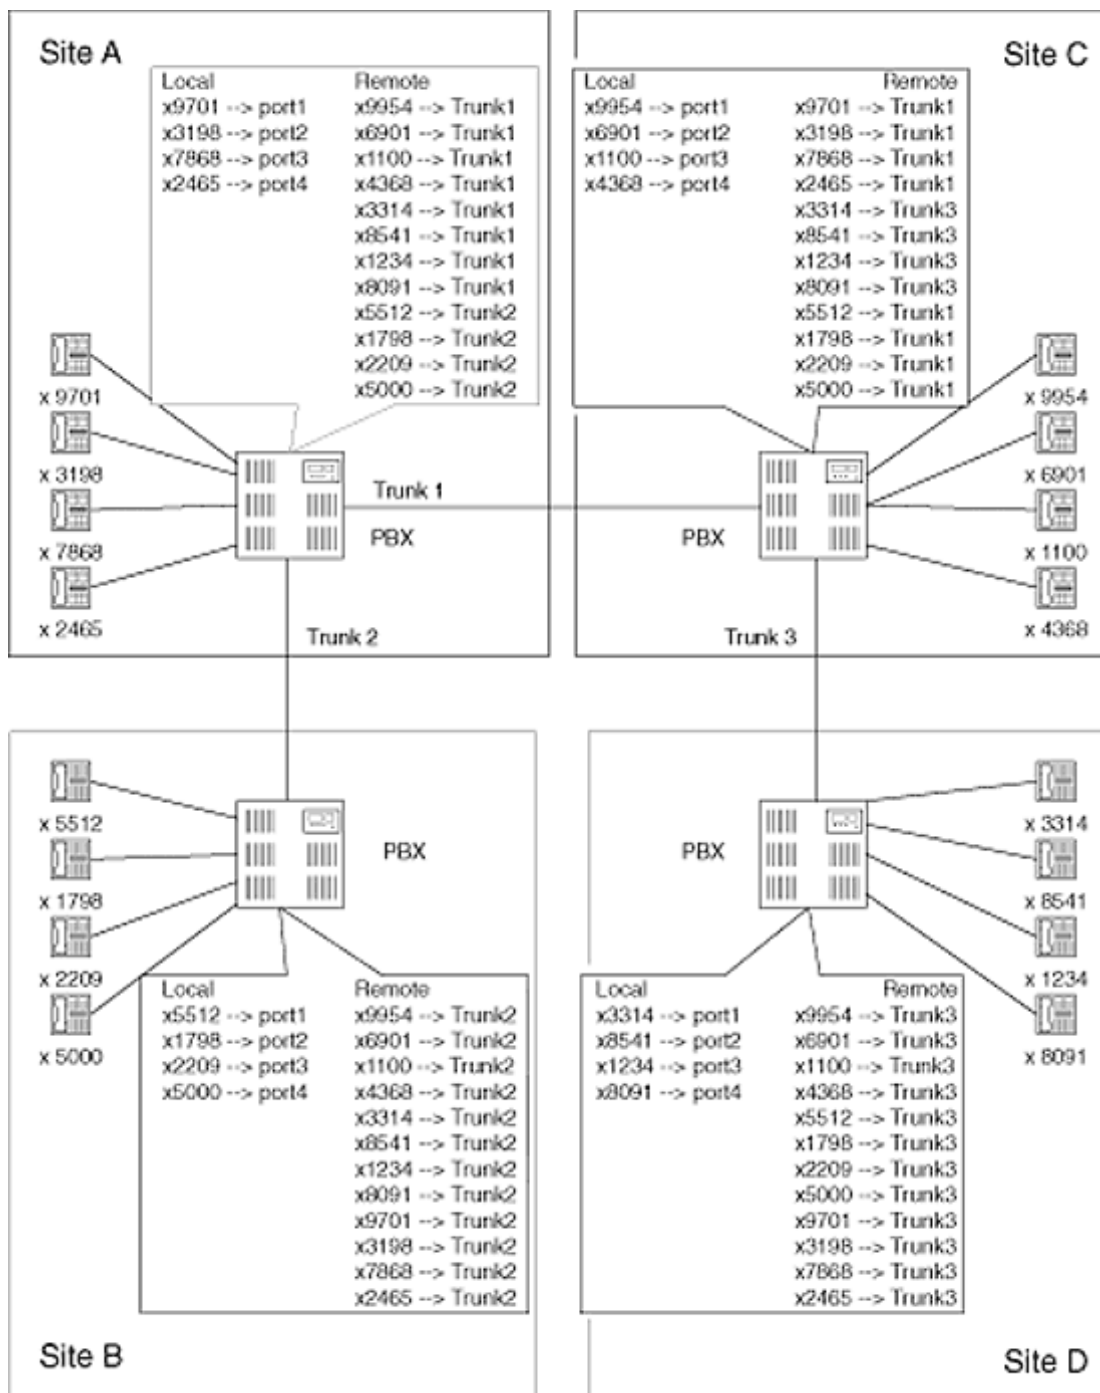 Site A
Local Remote
x9701 --> port1 x9954 --> Trunk1
x3198 --> port2 x6901 --> Trunk1
x7868 --> port3 x1100 --> Trunk1
x2465 --> port4 x4368 --> Trunk1
x3314 --> Trunk1
x8541 --> Trunk1
x1234 --> Trunk1
x8091 --> Trunk1
x5512 --> Trunk2
x1798 --> Trunk2
x2209 --> Trunk2
x5000 --> Trunk2
x 9701
x 3198
x 7868
x 2465
Trunk 1
PBX
Trunk 2
Site C
Local Remote
x9954 --> port1 x9701 --> Trunk1
x6901 --> port2 x3198 --> Trunk1
x1100 --> port3 x7868 --> Trunk1
x4368 --> port4 x2465 --> Trunk1
x3314 --> Trunk3
x8541 --> Trunk3
x1234 --> Trunk3
x8091 --> Trunk3
x5512 --> Trunk1
x1798 --> Trunk1
x2209 --> Trunk1
x5000 --> Trunk1
x 9954
x 6901
x 1100
x 4368
PBX
Trunk 3
x 5512
x 1798
x 2209
x 5000
PBX
Local Remote
x5512 --> port1 x9954 --> Trunk2
x1798 --> port2 x6901 --> Trunk2
x2209 --> port3 x1100 --> Trunk2
x5000 --> port4 x4368 --> Trunk2
x3314 --> Trunk2
x8541 --> Trunk2
x1234 --> Trunk2
x8091 --> Trunk2
x9701 --> Trunk2
x3198 --> Trunk2
x7868 --> Trunk2
x2465 --> Trunk2
Site B
PBX
x 3314
x 8541
x 1234
x 8091
Local Remote
x3314 --> port1 x9954 --> Trunk3
x8541 --> port2 x6901 --> Trunk3
x1234 --> port3 x1100 --> Trunk3
x8091 --> port4 x4368 --> Trunk3
x5512 --> Trunk3
x1798 --> Trunk3
x2209 --> Trunk3
x5000 --> Trunk3
x9701 --> Trunk3
x3198 --> Trunk3
x7868 --> Trunk3
x2465 --> Trunk3
Site D